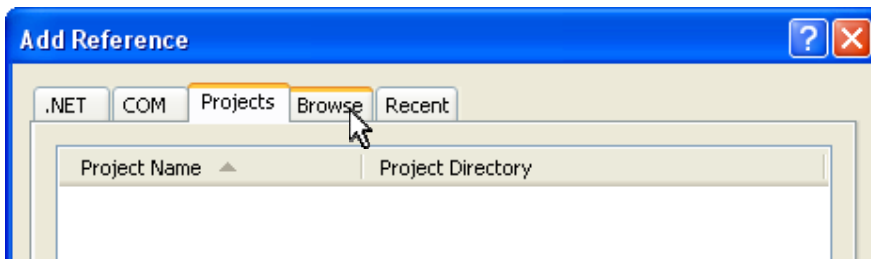 Add Reference ?
.NET COM Projects Browse Recent
Project Name Project Directory